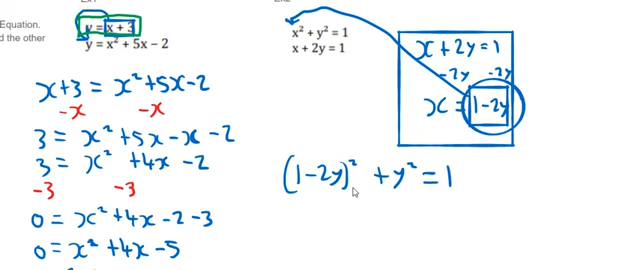 Equation.
d the other
y = x + 3
y = x² + 5x − 2
x+3 = x²+5x−2
−x −x
3 = x²+5x−x−2
3 = x² +4x −2
−3 −3
0 = x²+4x −2 −3
0 = x² +4x −5
x² + y² = 1
x + 2y = 1
x + 2y = 1
−2y −2y
x = 1−2y
(1−2y)² + y² = 1